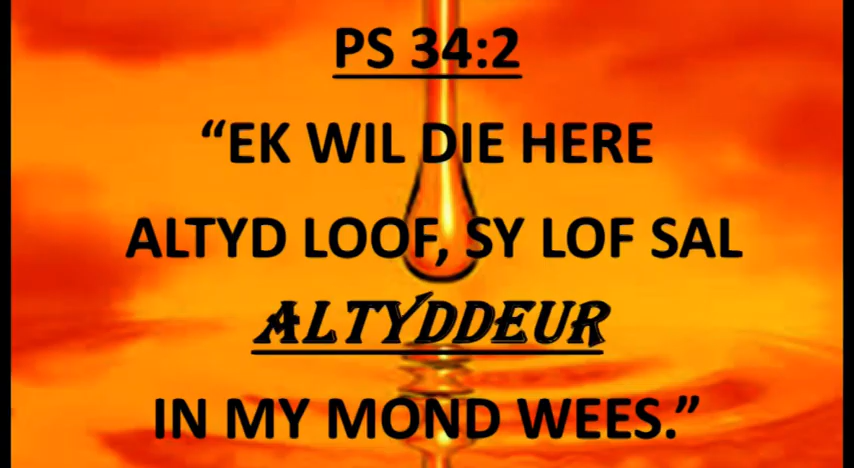 PS 34:2
“EK WIL DIE HERE
ALTYD LOOF, SY LOF SAL
ALTYDDEUR
IN MY MOND WEES.”